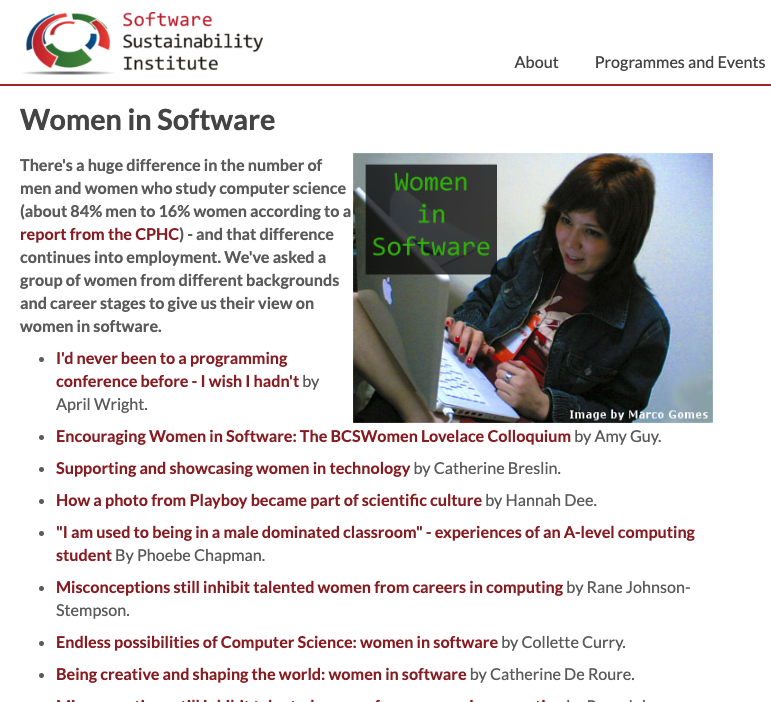 Software
Sustainability
Institute
About
Programmes and Events
Women in Software
There's a huge difference in the number of
men and women who study computer science
(about 84% men to 16% women according to a
report from the CPHC) - and that difference
continues into employment. We've asked a
group of women from different backgrounds
and career stages to give us their view on
women in software.
Women
in
Software
Image by Marco Gomes
• I'd never been to a programming
conference before - I wish I hadn't by
April Wright.
• Encouraging Women in Software: The BCSWomen Lovelace Colloquium by Amy Guy.
• Supporting and showcasing women in technology by Catherine Breslin.
• How a photo from Playboy became part of scientific culture by Hannah Dee.
• "I am used to being in a male dominated classroom" - experiences of an A-level computing
student By Phoebe Chapman.
• Misconceptions still inhibit talented women from careers in computing by Rane Johnson-
Stempson.
• Endless possibilities of Computer Science: women in software by Collette Curry.
• Being creative and shaping the world: women in software by Catherine De Roure.